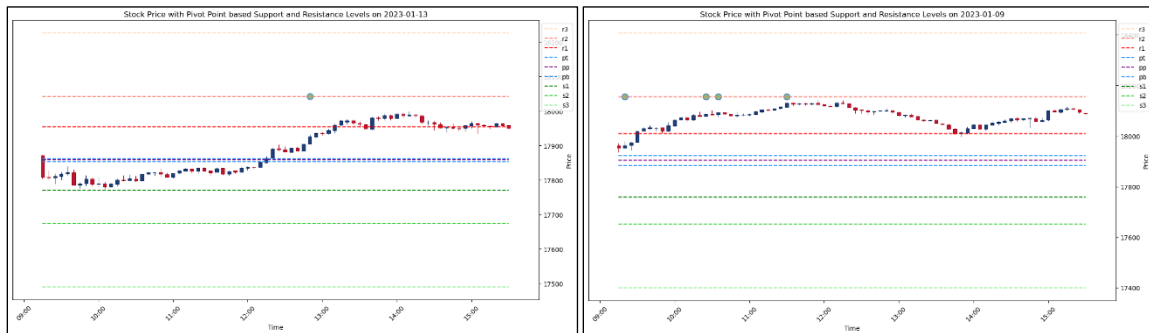 Stock Price with Pivot Point based Support and Resistance Levels on 2023-01-13
r3
r2
r1
pt
pp
pb
s1
s2
s3
18200
18000
17900
17800
17700
17600
17500
Price
09:00
10:00
11:00
12:00
13:00
14:00
15:00
Time
Stock Price with Pivot Point based Support and Resistance Levels on 2023-01-09
r3
r2
r1
pt
pp
pb
s1
s2
s3
18400
18000
17800
17600
17400
Price
09:00
10:00
11:00
12:00
13:00
14:00
15:00
Time